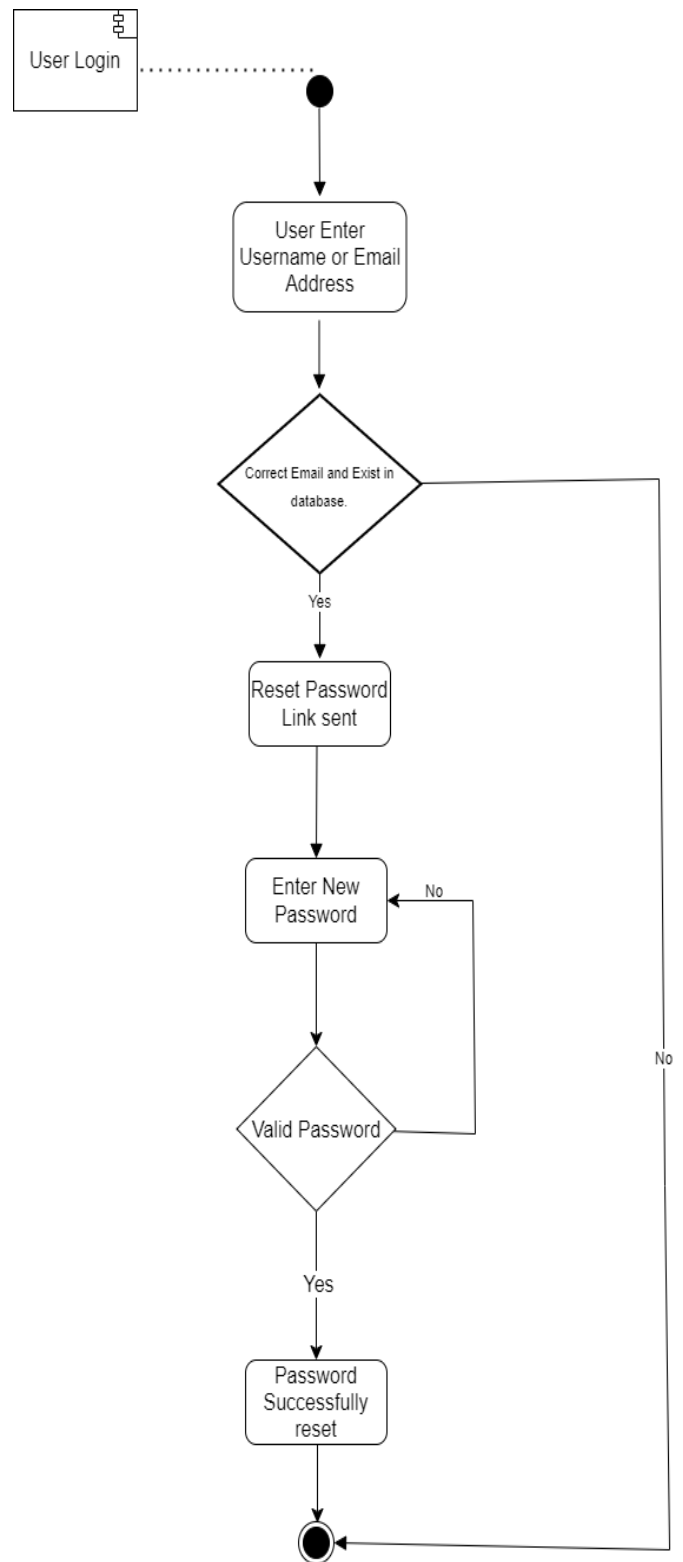 User Login
User Enter
Username or Email
Address
Correct Email and Exist in
database.
Yes
Reset Password
Link sent
Enter New
Password
No
No
Valid Password
Yes
Password
Successfully
reset